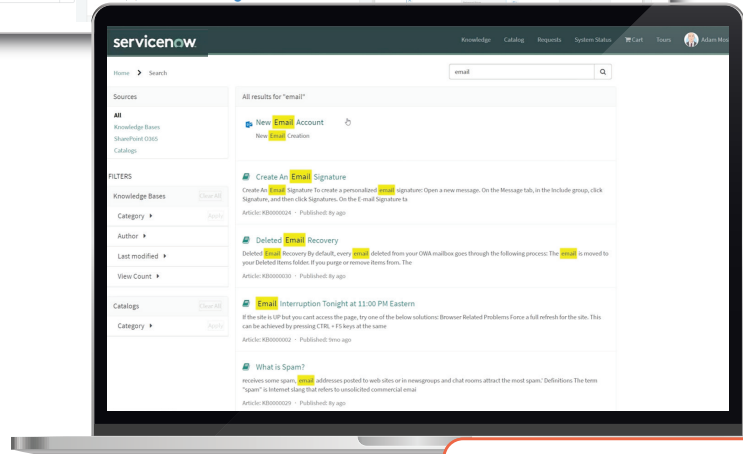 servicenow
Knowledge Catalog Requests System Status Cart Tours Adam Mos
Home > Search
email
Sources
All
Knowledge Bases
SharePoint O365
Catalogs
FILTERS
Knowledge Bases Clear All
Category Apply
Author
Last modified
View Count
Catalogs Clear All
Category Apply
All results for "email"
New Email Account
New Email Creation
Create An Email Signature
Create An Email Signature To create a personalized email signature: Open a new message. On the Message tab, in the Include group, click
Signature, and then click Signatures. On the E-mail Signature ta
Article: KB0000024 · Published: 8y ago
Deleted Email Recovery
Deleted Email Recovery By default, every email deleted from your OWA mailbox goes through the following process: The email is moved to
your Deleted Items folder. If you purge or remove items from. The
Article: KB0000030 · Published: 8y ago
Email Interruption Tonight at 11:00 PM Eastern
If the site is UP but you cant access the page, try one of the below solutions: Browser Related Problems Force a full refresh for the site. This
can be achieved by pressing CTRL + F5 keys at the same
Article: KB0000002 · Published: 9mo ago
What is Spam?
receives some spam, email addresses posted to web sites or in newsgroups and chat rooms attract the most spam.' Definitions The term
"spam" is Internet slang that refers to unsolicited commercial emai
Article: KB0000029 · Published: 8y ago